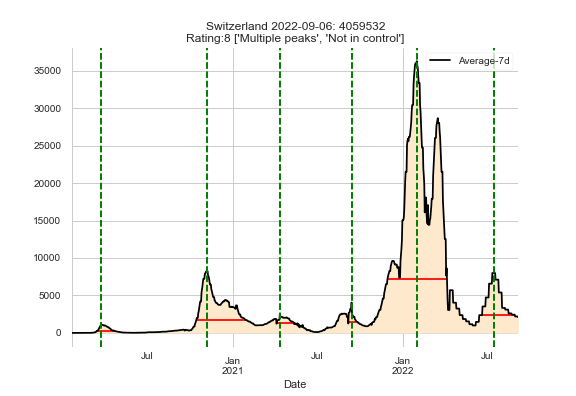 Switzerland 2022-09-06: 4059532
Rating:8 ['Multiple peaks', 'Not in control']
Average-7d
35000
30000
25000
20000
15000
10000
5000
0
Jul
Jan
2021
Jul
Jan
2022
Jul
Date